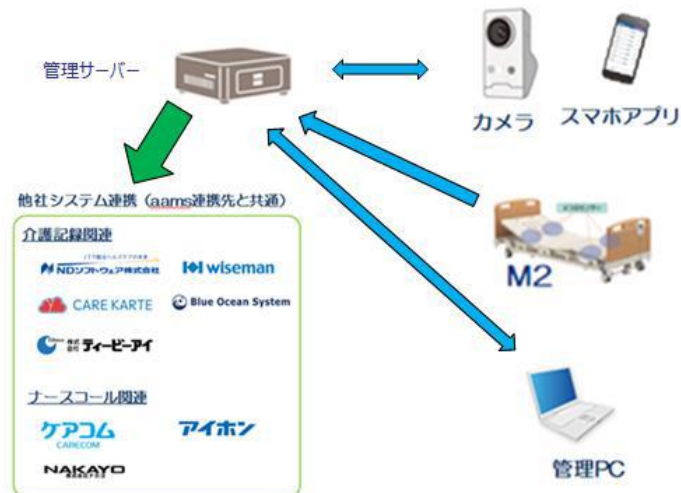 管理サーバー
カメラ
スマホアプリ
他社システム連携（aams連携先と共通）
介護記録関連
NDソフトウェア株式会社
wiseman
CARE KARTE
Blue Ocean System
株式会社 ティービーアイ
M2
ナースコール関連
ケアコム
CARECOM
アイホン
NAKAYO
管理PC